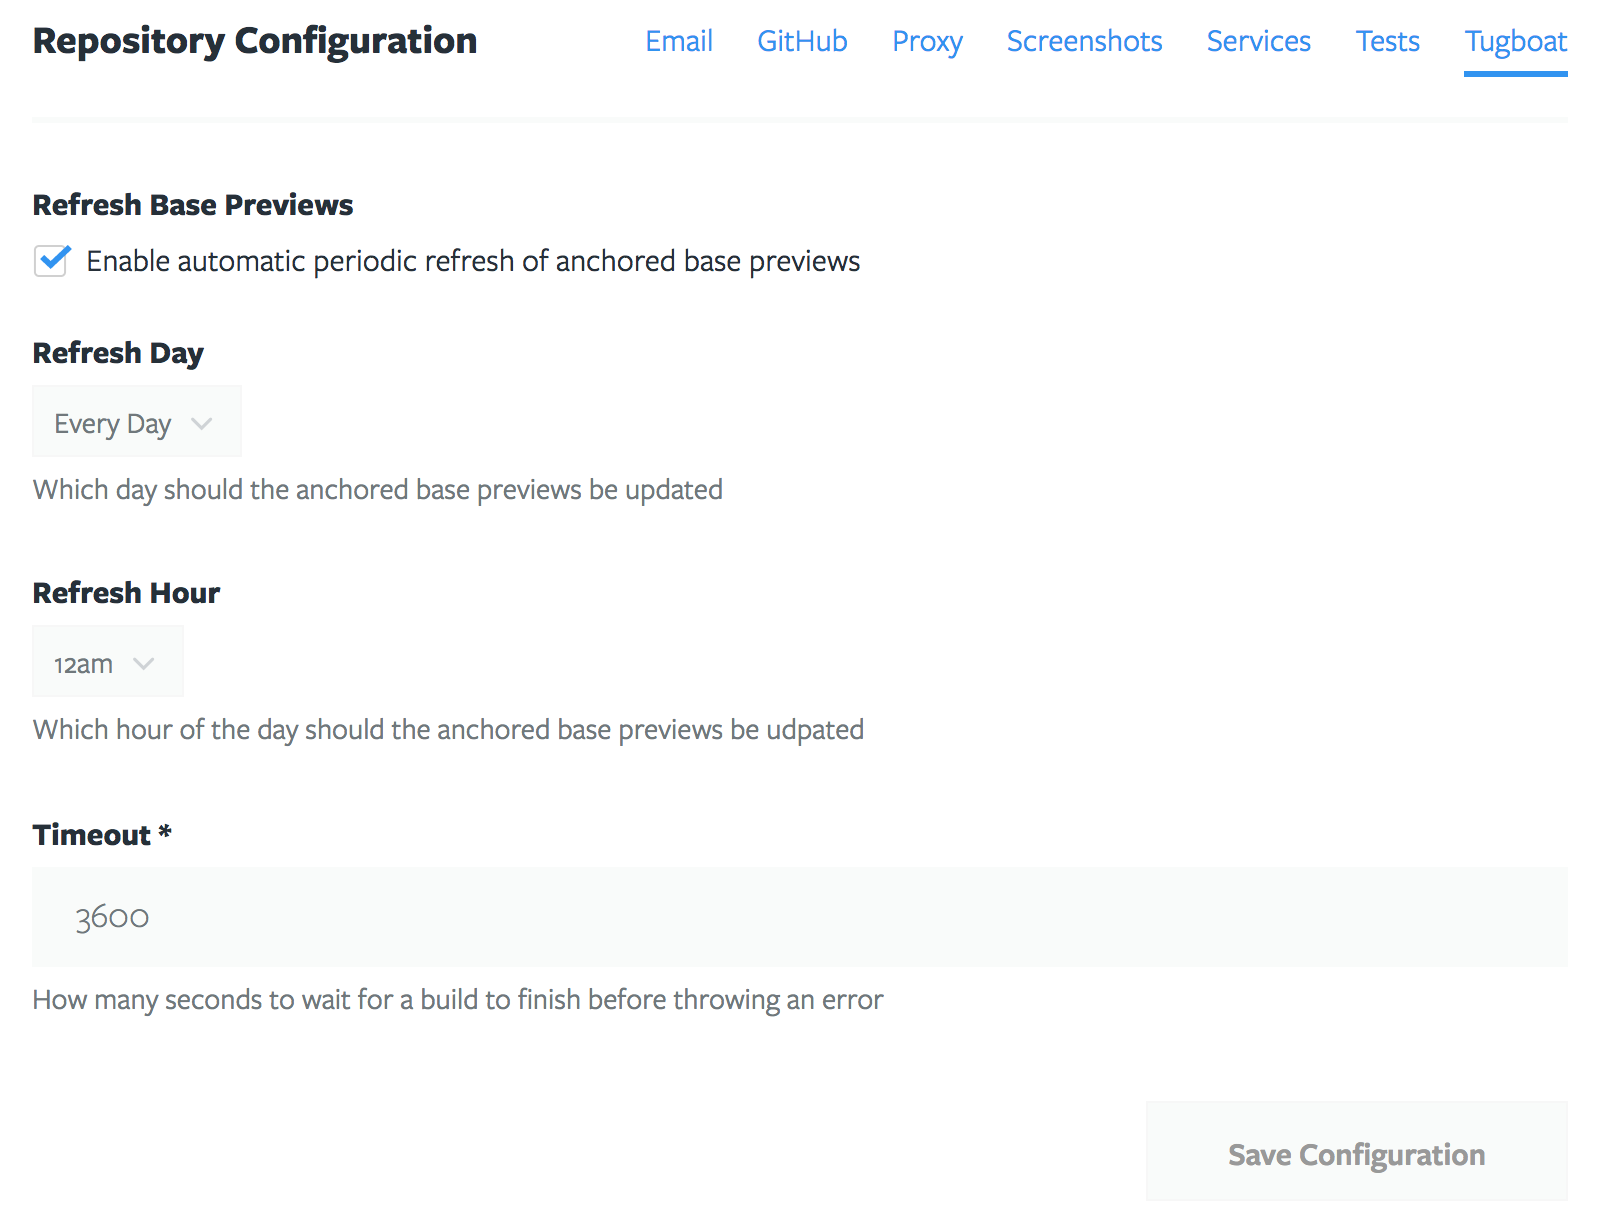 Repository Configuration
Email GitHub Proxy Screenshots Services Tests Tugboat
Refresh Base Previews
Enable automatic periodic refresh of anchored base previews
Refresh Day
Every Day
Which day should the anchored base previews be updated
Refresh Hour
12am
Which hour of the day should the anchored base previews be udpated
Timeout *
3600
How many seconds to wait for a build to finish before throwing an error
Save Configuration